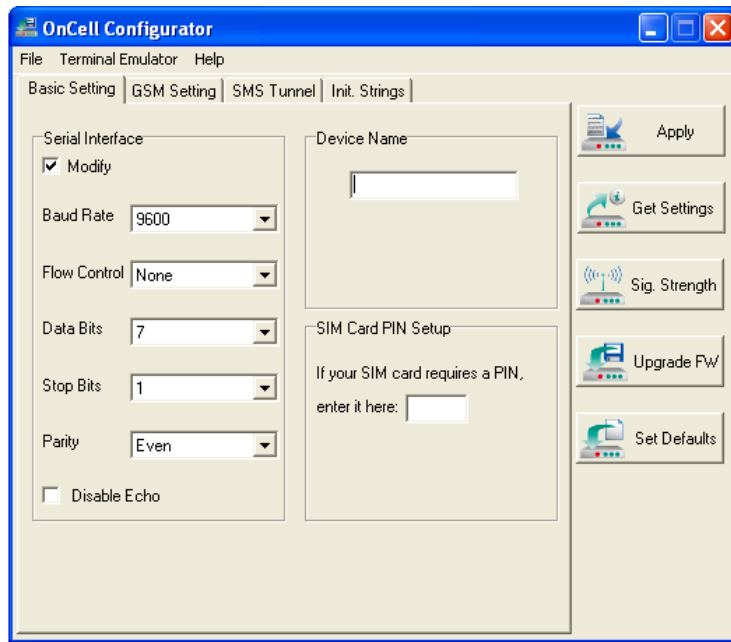 OnCell Configurator
File Terminal Emulator Help
Basic Setting GSM Setting SMS Tunnel Init. Strings
Serial Interface
Modify
Baud Rate 9600
Flow Control None
Data Bits 7
Stop Bits 1
Parity Even
Disable Echo
Device Name
SIM Card PIN Setup
If your SIM card requires a PIN,
enter it here:
Apply
Get Settings
Sig. Strength
Upgrade FW
Set Defaults